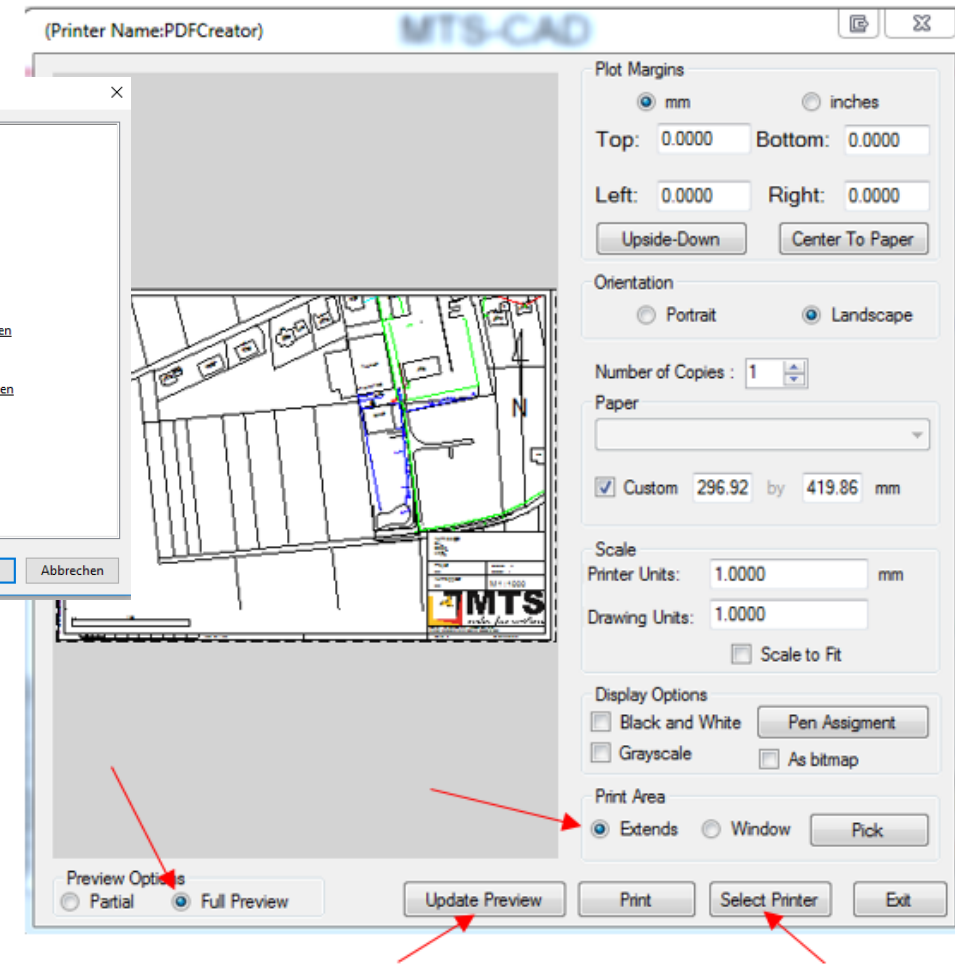 (Printer Name:PDFCreator)
MTS-CAD
Plot Margins
mm
inches
Top: 0.0000 Bottom: 0.0000
Left: 0.0000 Right: 0.0000
Upside-Down
Center To Paper
Orientation
Portrait
Landscape
Number of Copies : 1
Paper
Custom 296.92 by 419.86 mm
Scale
Printer Units: 1.0000 mm
Drawing Units: 1.0000
Scale to Fit
Display Options
Black and White
Pen Assigment
Grayscale
As bitmap
Print Area
Extends
Window
Pick
Preview Options
Partial
Full Preview
Update Preview
Print
Select Printer
Exit
en
en
Abbrechen
N
MTS